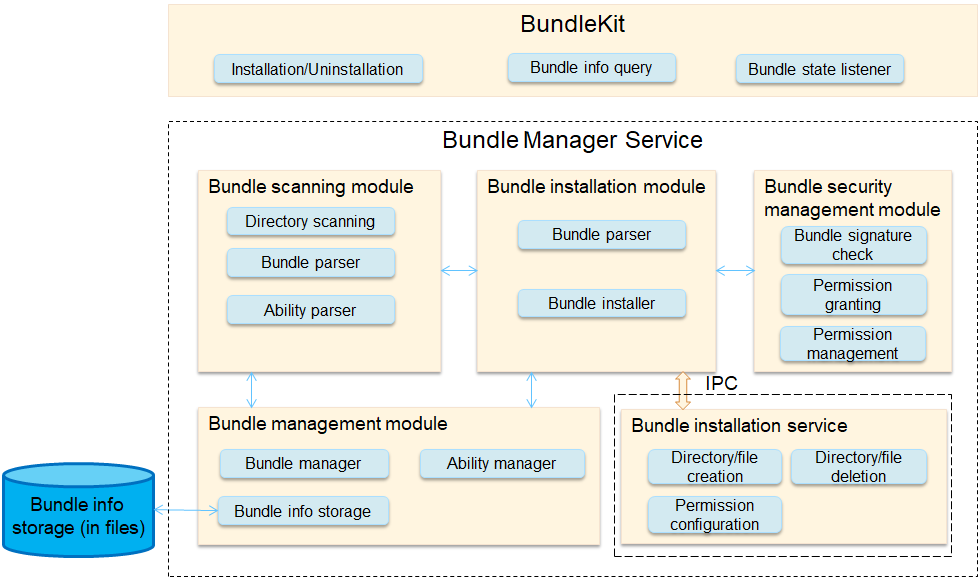 BundleKit
Installation/Uninstallation
Bundle info query
Bundle state listener
Bundle Manager Service
Bundle scanning module
Directory scanning
Bundle parser
Ability parser
Bundle installation module
Bundle parser
Bundle installer
Bundle security
management module
Bundle signature
check
Permission
granting
Permission
management
IPC
Bundle management module
Bundle manager
Ability manager
Bundle info storage
Bundle installation service
Directory/file
creation
Directory/file
deletion
Permission
configuration
Bundle info
storage (in files)